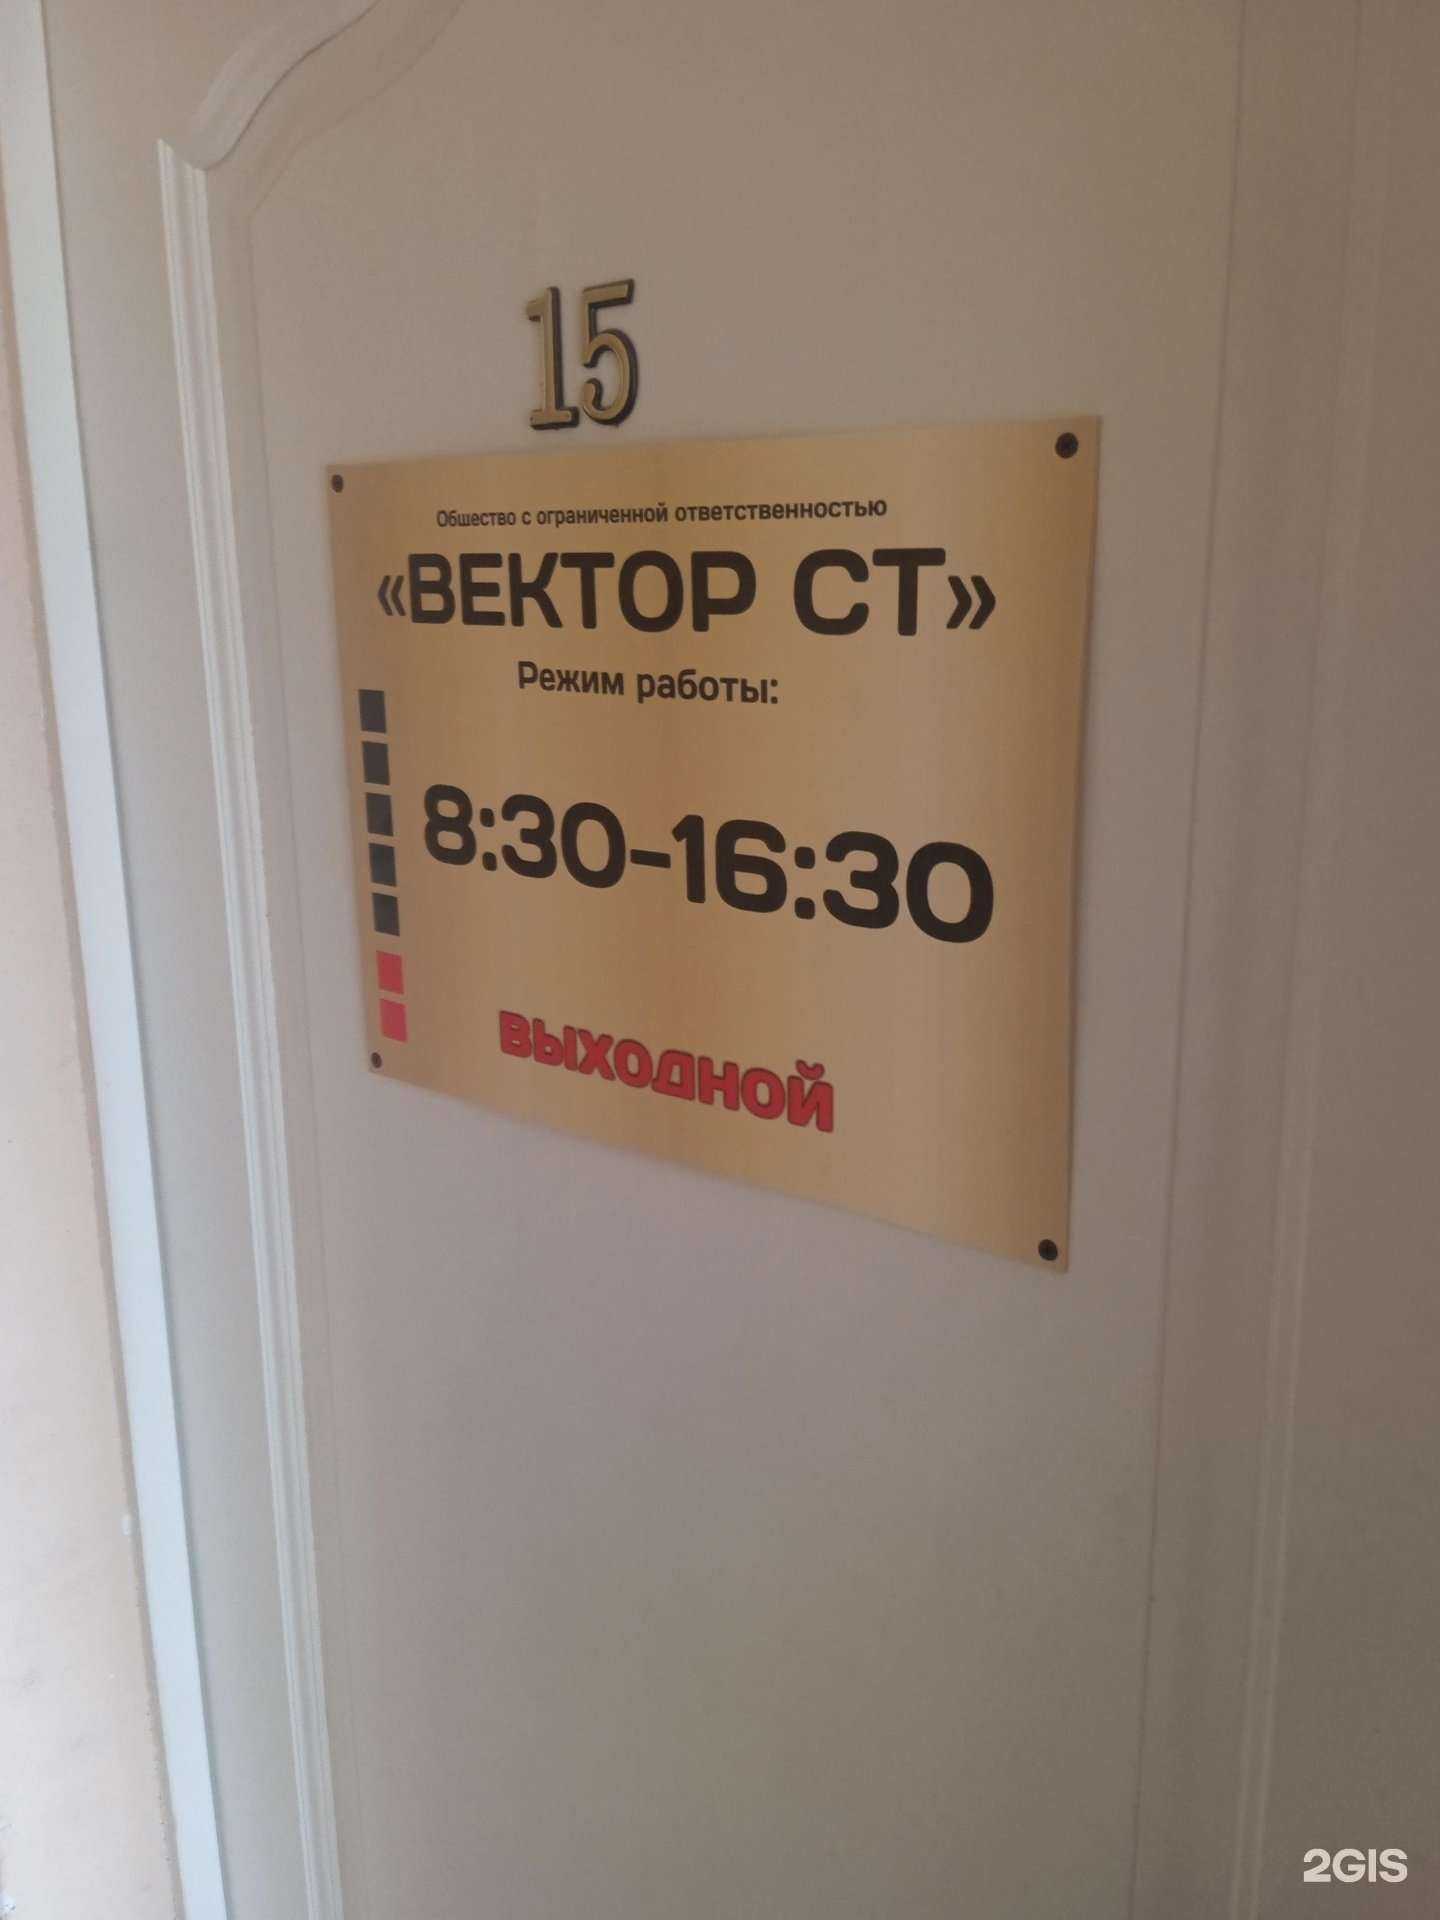 15
Общество с ограниченной ответственностью
«ВЕКТОР СТ»
Режим работы:
8:30-16:30
ВЫХОДНОЙ
2GIS